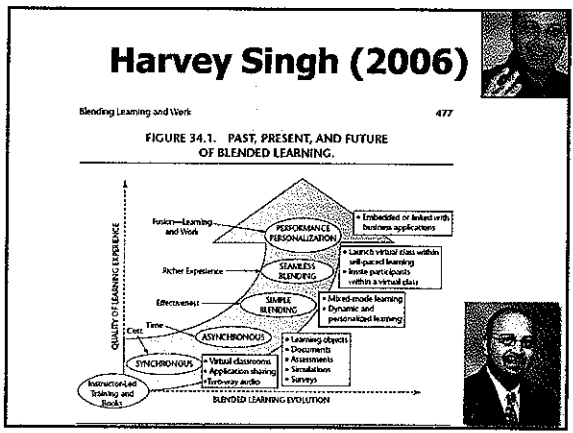 Harvey Singh (2006)
Blending Learning and Work 477
FIGURE 34.1. PAST, PRESENT, AND FUTURE
OF BLENDED LEARNING.
QUALITY OF LEARNING EXPERIENCE
Fusion—Learning
and Work
PERFORMANCE
PERSONALIZATION
• Embedded or linked with
business applications
Richer Experience
SEAMLESS
BLENDING
• Launch virtual class within
self-paced learning
• Invite participants
within a virtual class
Effectiveness
SIMPLE
BLENDING
• Mixed-mode learning
• Dynamic and
personalized learning
Time
Cost
ASYNCHRONOUS
• Learning objects
• Documents
• Assessments
• Simulations
• Surveys
SYNCHRONOUS
• Virtual classrooms
• Application sharing
• Two-way audio
Instructor-Led
Training and
Books
BLENDED LEARNING EVOLUTION